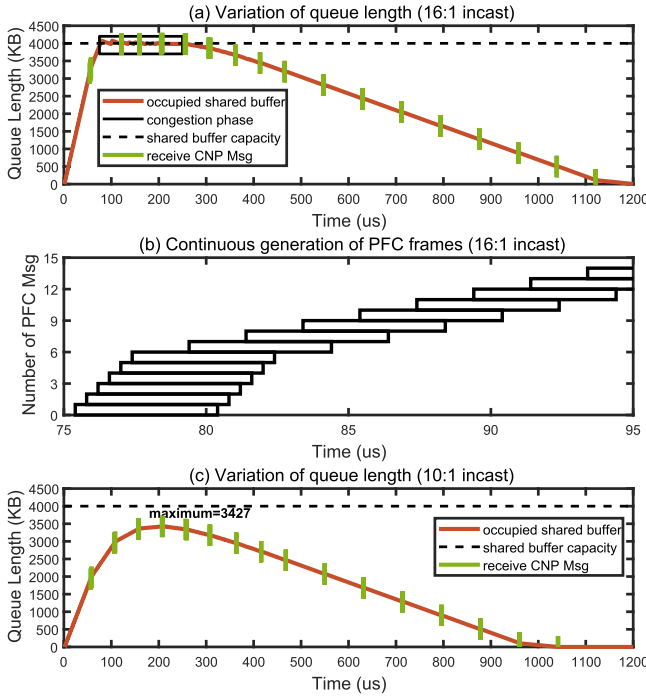 (a) Variation of queue length (16:1 incast)
Queue Length (KB)
4500
4000
3500
3000
2500
2000
1500
1000
500
0
occupied shared buffer
congestion phase
shared buffer capacity
receive CNP Msg
0 100 200 300 400 500 600 700 800 900 1000 1100 1200
Time (us)
(b) Continuous generation of PFC frames (16:1 incast)
Number of PFC Msg
15
12
9
6
3
0
75 80 85 90 95
Time (us)
(c) Variation of queue length (10:1 incast)
Queue Length (KB)
4500
4000
3500
3000
2500
2000
1500
1000
500
0
maximum=3427
occupied shared buffer
shared buffer capacity
receive CNP Msg
0 100 200 300 400 500 600 700 800 900 1000 1100 1200
Time (us)